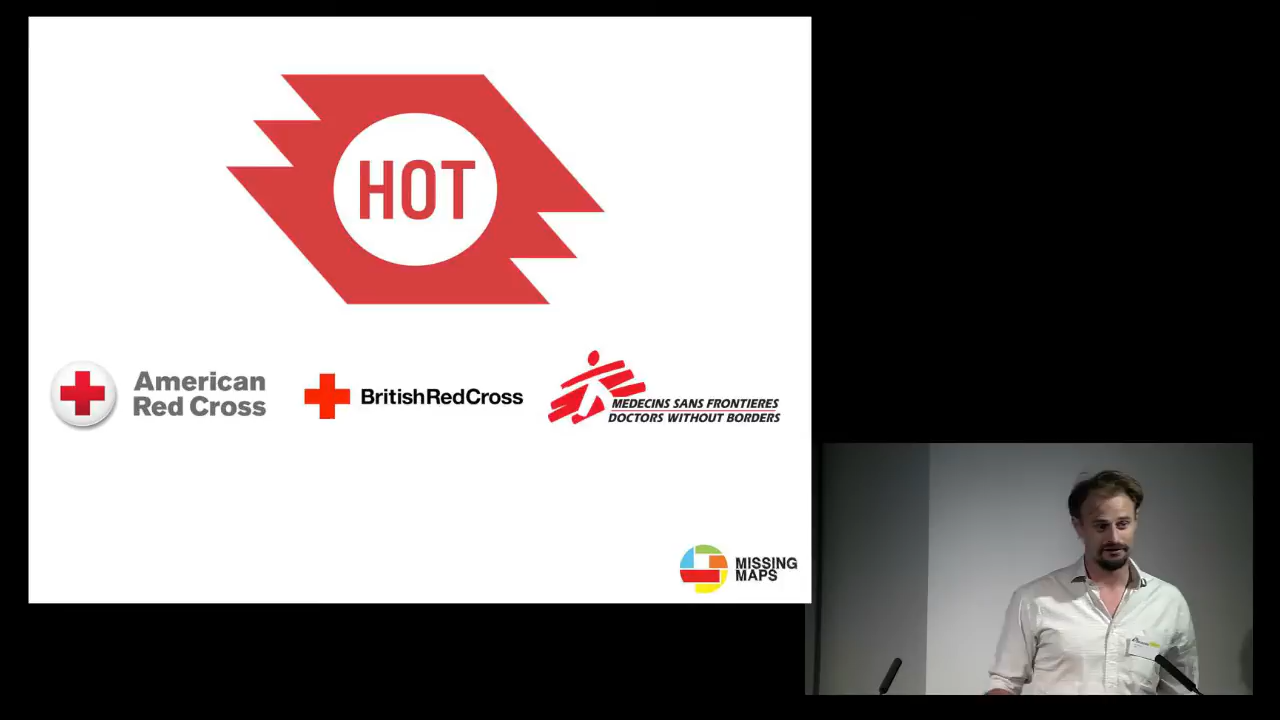 HOT
American
Red Cross
BritishRedCross
MEDECINS SANS FRONTIERES
DOCTORS WITHOUT BORDERS
MISSING
MAPS